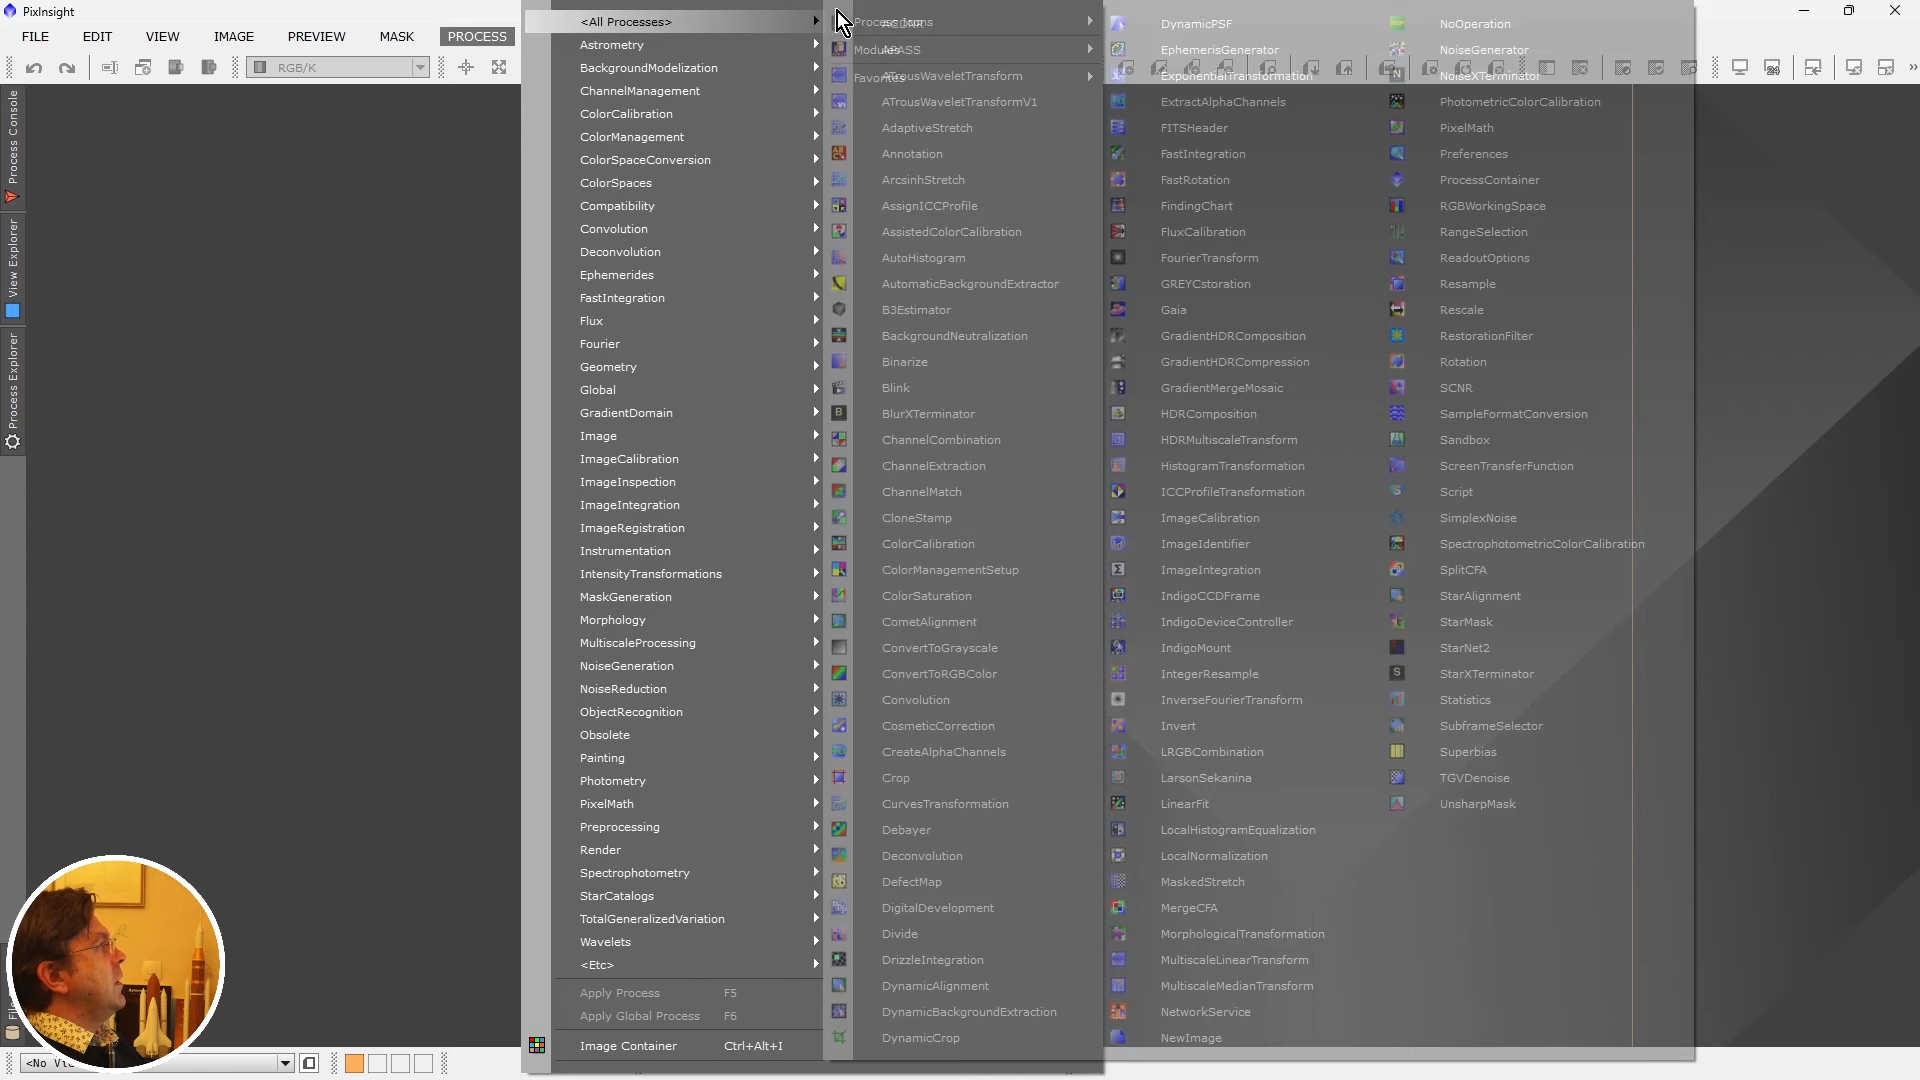 PixInsight
FILE EDIT VIEW IMAGE PREVIEW MASK PROCESS
RGB/K
Process Console
View Explorer
Process Explorer
<All Processes>
Astrometry
BackgroundModelization
ChannelManagement
ColorCalibration
ColorManagement
ColorSpaceConversion
ColorSpaces
Compatibility
Convolution
Deconvolution
Ephemerides
FastIntegration
Flux
Fourier
Geometry
Global
GradientDomain
Image
ImageCalibration
ImageInspection
ImageIntegration
ImageRegistration
Instrumentation
IntensityTransformations
MaskGeneration
Morphology
MultiscaleProcessing
NoiseGeneration
NoiseReduction
ObjectRecognition
Obsolete
Painting
Photometry
PixelMath
Preprocessing
Render
Spectrophotometry
StarCatalogs
TotalGeneralizedVariation
Wavelets
<Etc>
Apply Process F5
Apply Global Process F6
Image Container Ctrl+Alt+I
Process Icons
Modules
APASS
Favorites
ATrousWaveletTransform
ATrousWaveletTransformV1
AdaptiveStretch
Annotation
ArcsinhStretch
AssignICCProfile
AssistedColorCalibration
AutoHistogram
AutomaticBackgroundExtractor
B3Estimator
BackgroundNeutralization
Binarize
Blink
BlurXTerminator
ChannelCombination
ChannelExtraction
ChannelMatch
CloneStamp
ColorCalibration
ColorManagementSetup
ColorSaturation
CometAlignment
ConvertToGrayscale
ConvertToRGBColor
Convolution
CosmeticCorrection
CreateAlphaChannels
Crop
CurvesTransformation
Debayer
Deconvolution
DefectMap
DigitalDevelopment
Divide
DrizzleIntegration
DynamicAlignment
DynamicBackgroundExtraction
DynamicCrop
DynamicPSF
EphemerisGenerator
ExponentialTransformation
ExtractAlphaChannels
FITSHeader
FastIntegration
FastRotation
FindingChart
FluxCalibration
FourierTransform
GREYCstoration
Gaia
GradientHDRComposition
GradientHDRCompression
GradientMergeMosaic
HDRComposition
HDRMultiscaleTransform
HistogramTransformation
ICCProfileTransformation
ImageCalibration
ImageIdentifier
ImageIntegration
IndigoCCDFrame
IndigoDeviceController
IndigoMount
IntegerResample
InverseFourierTransform
Invert
LRGBCombination
LarsonSekanina
LinearFit
LocalHistogramEqualization
LocalNormalization
MaskedStretch
MergeCFA
MorphologicalTransformation
MultiscaleLinearTransform
MultiscaleMedianTransform
NetworkService
NewImage
NoOperation
NoiseGenerator
NoiseXTerminator
PhotometricColorCalibration
PixelMath
Preferences
ProcessContainer
RGBWorkingSpace
RangeSelection
ReadoutOptions
Resample
Rescale
RestorationFilter
Rotation
SCNR
SampleFormatConversion
Sandbox
ScreenTransferFunction
Script
SimplexNoise
SpectrophotometricColorCalibration
SplitCFA
StarAlignment
StarMask
StarNet2
StarXTerminator
Statistics
SubframeSelector
Superbias
TGVDenoise
UnsharpMask